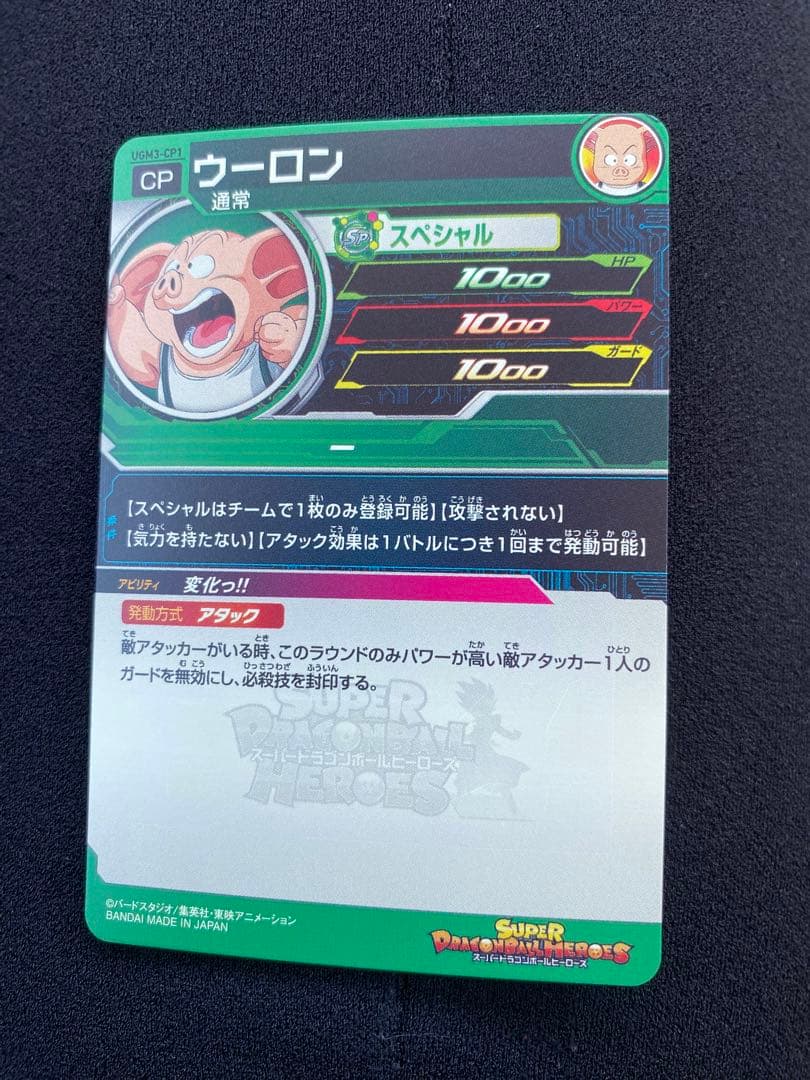 UGM3-CP1
CP ウーロン
通常
SP スペシャル
HP
1000
パワー
1000
ガード
1000
ー
条件
【スペシャルはチームで1枚のみ登録可能】【攻撃されない】
【気力を持たない】【アタック効果は1バトルにつき1回まで発動可能】
アビリティ 変化っ!!
発動方式 アタック
敵アタッカーがいる時、このラウンドのみパワーが高い敵アタッカー1人の
ガードを無効にし、必殺技を封印する。
SUPER
DRAGONBALL
スーパードラゴンボールヒーローズ
HEROES
©バードスタジオ/集英社・東映アニメーション
BANDAI MADE IN JAPAN
SUPER
DRAGONBALL HEROES
スーパードラゴンボールヒーローズ